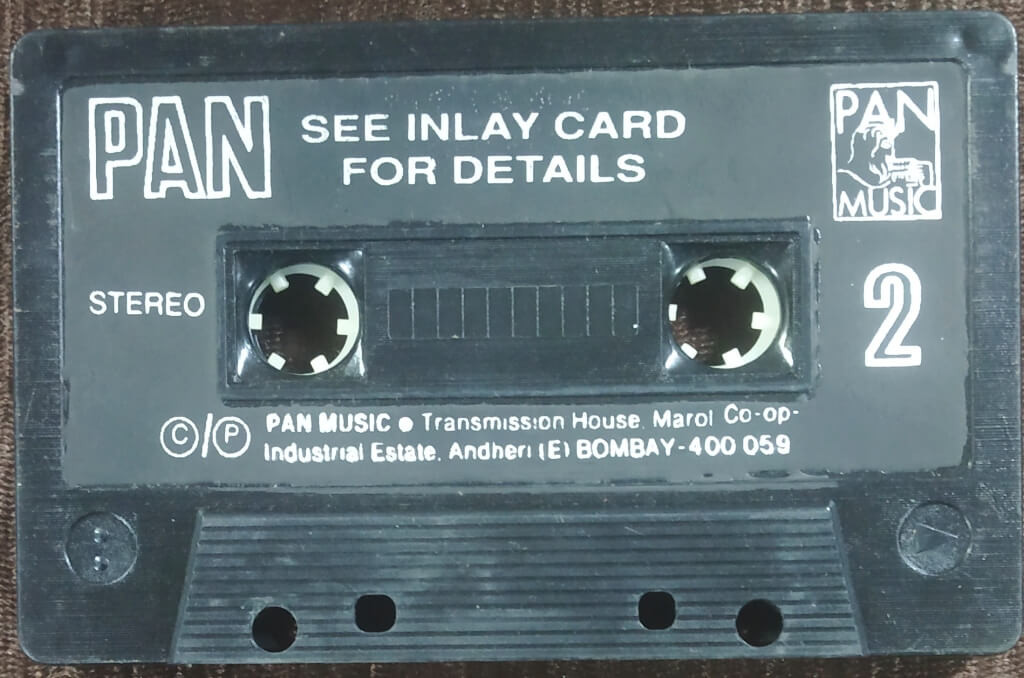 PAN
SEE INLAY CARD
FOR DETAILS
PAN
MUSIC
STEREO
2
©/Ⓟ PAN MUSIC ● Transmission House, Marol Co-op-
Industrial Estate, Andheri (E) BOMBAY-400 059